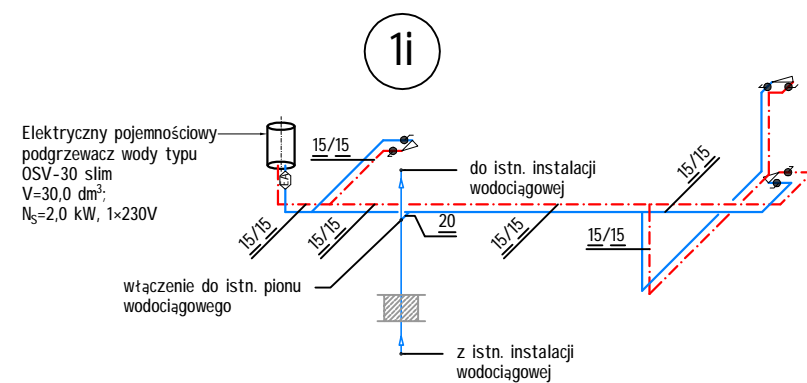 1i
Elektryczny pojemnościowy
podgrzewacz wody typu
OSV-30 slim
V=30,0 dm³;
Nₛ=2,0 kW, 1×230V
15/15
do istn. instalacji
wodociągowej
15/15
15/15
15/15
20
15/15
15/15
włączenie do istn. pionu
wodociągowego
z istn. instalacji
wodociągowej